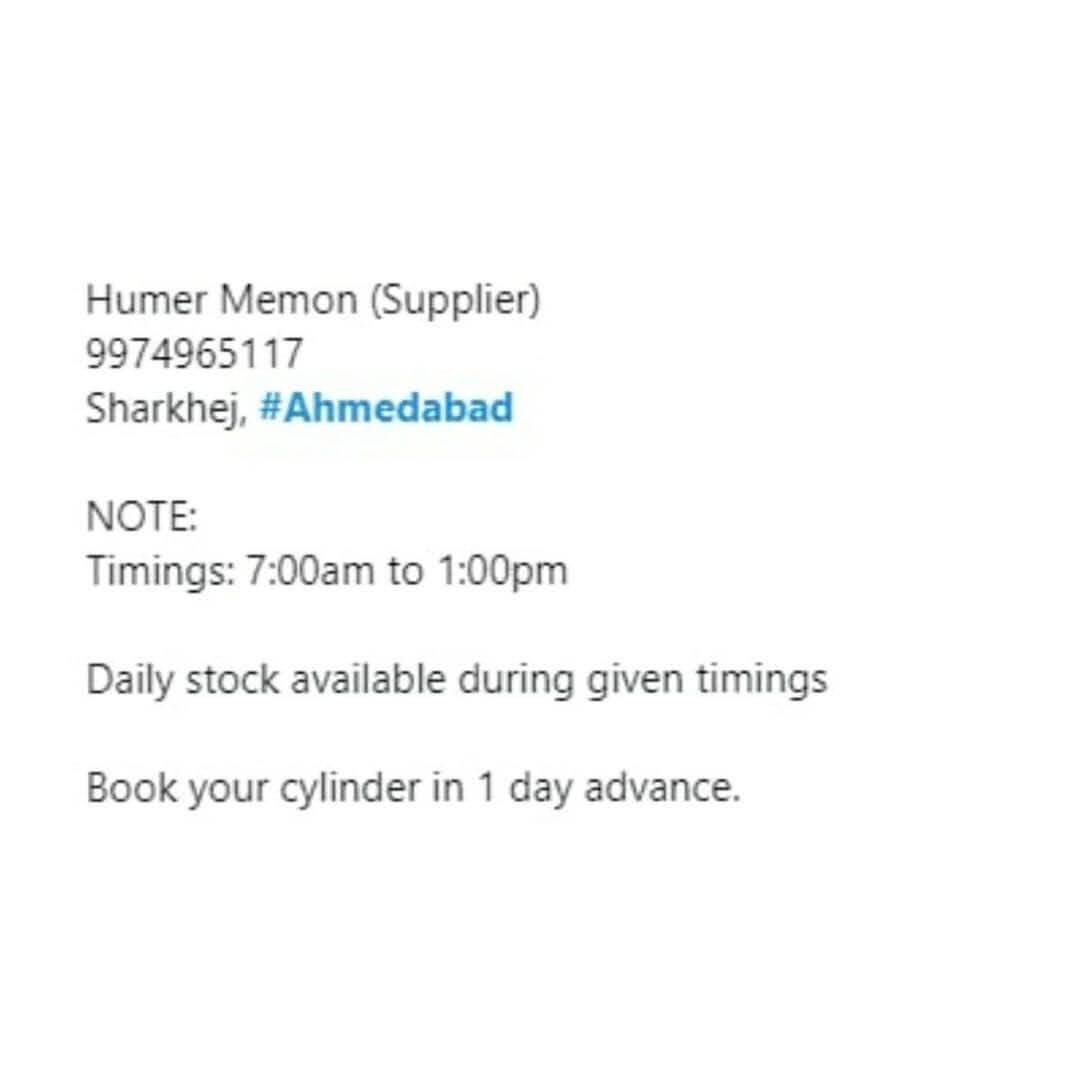 Humer Memon (Supplier)
9974965117
Sharkhej, #Ahmedabad
NOTE:
Timings: 7:00am to 1:00pm
Daily stock available during given timings
Book your cylinder in 1 day advance.